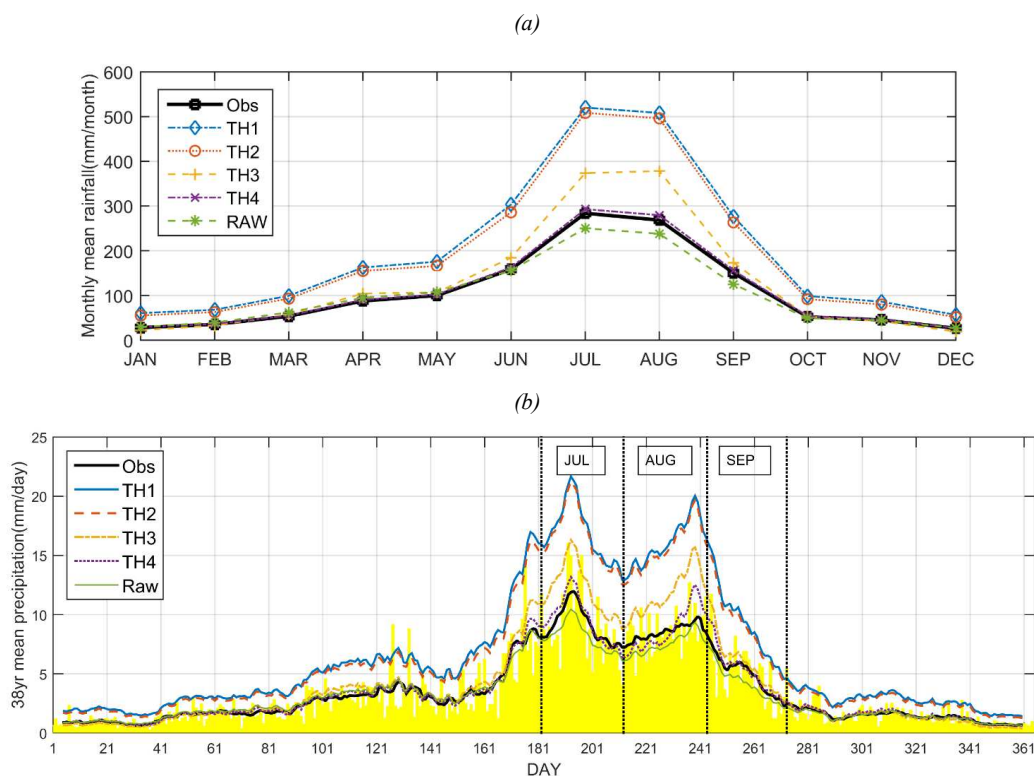 (a)
Monthly mean rainfall(mm/month)
600
500
400
300
200
100
0
Obs
TH1
TH2
TH3
TH4
RAW
JAN FEB MAR APR MAY JUN JUL AUG SEP OCT NOV DEC
(b)
38yr mean precipitation(mm/day)
25
20
15
10
5
0
Obs
TH1
TH2
TH3
TH4
Raw
JUL AUG SEP
1 21 41 61 81 101 121 141 161 181 201 221 241 261 281 301 321 341 361
DAY